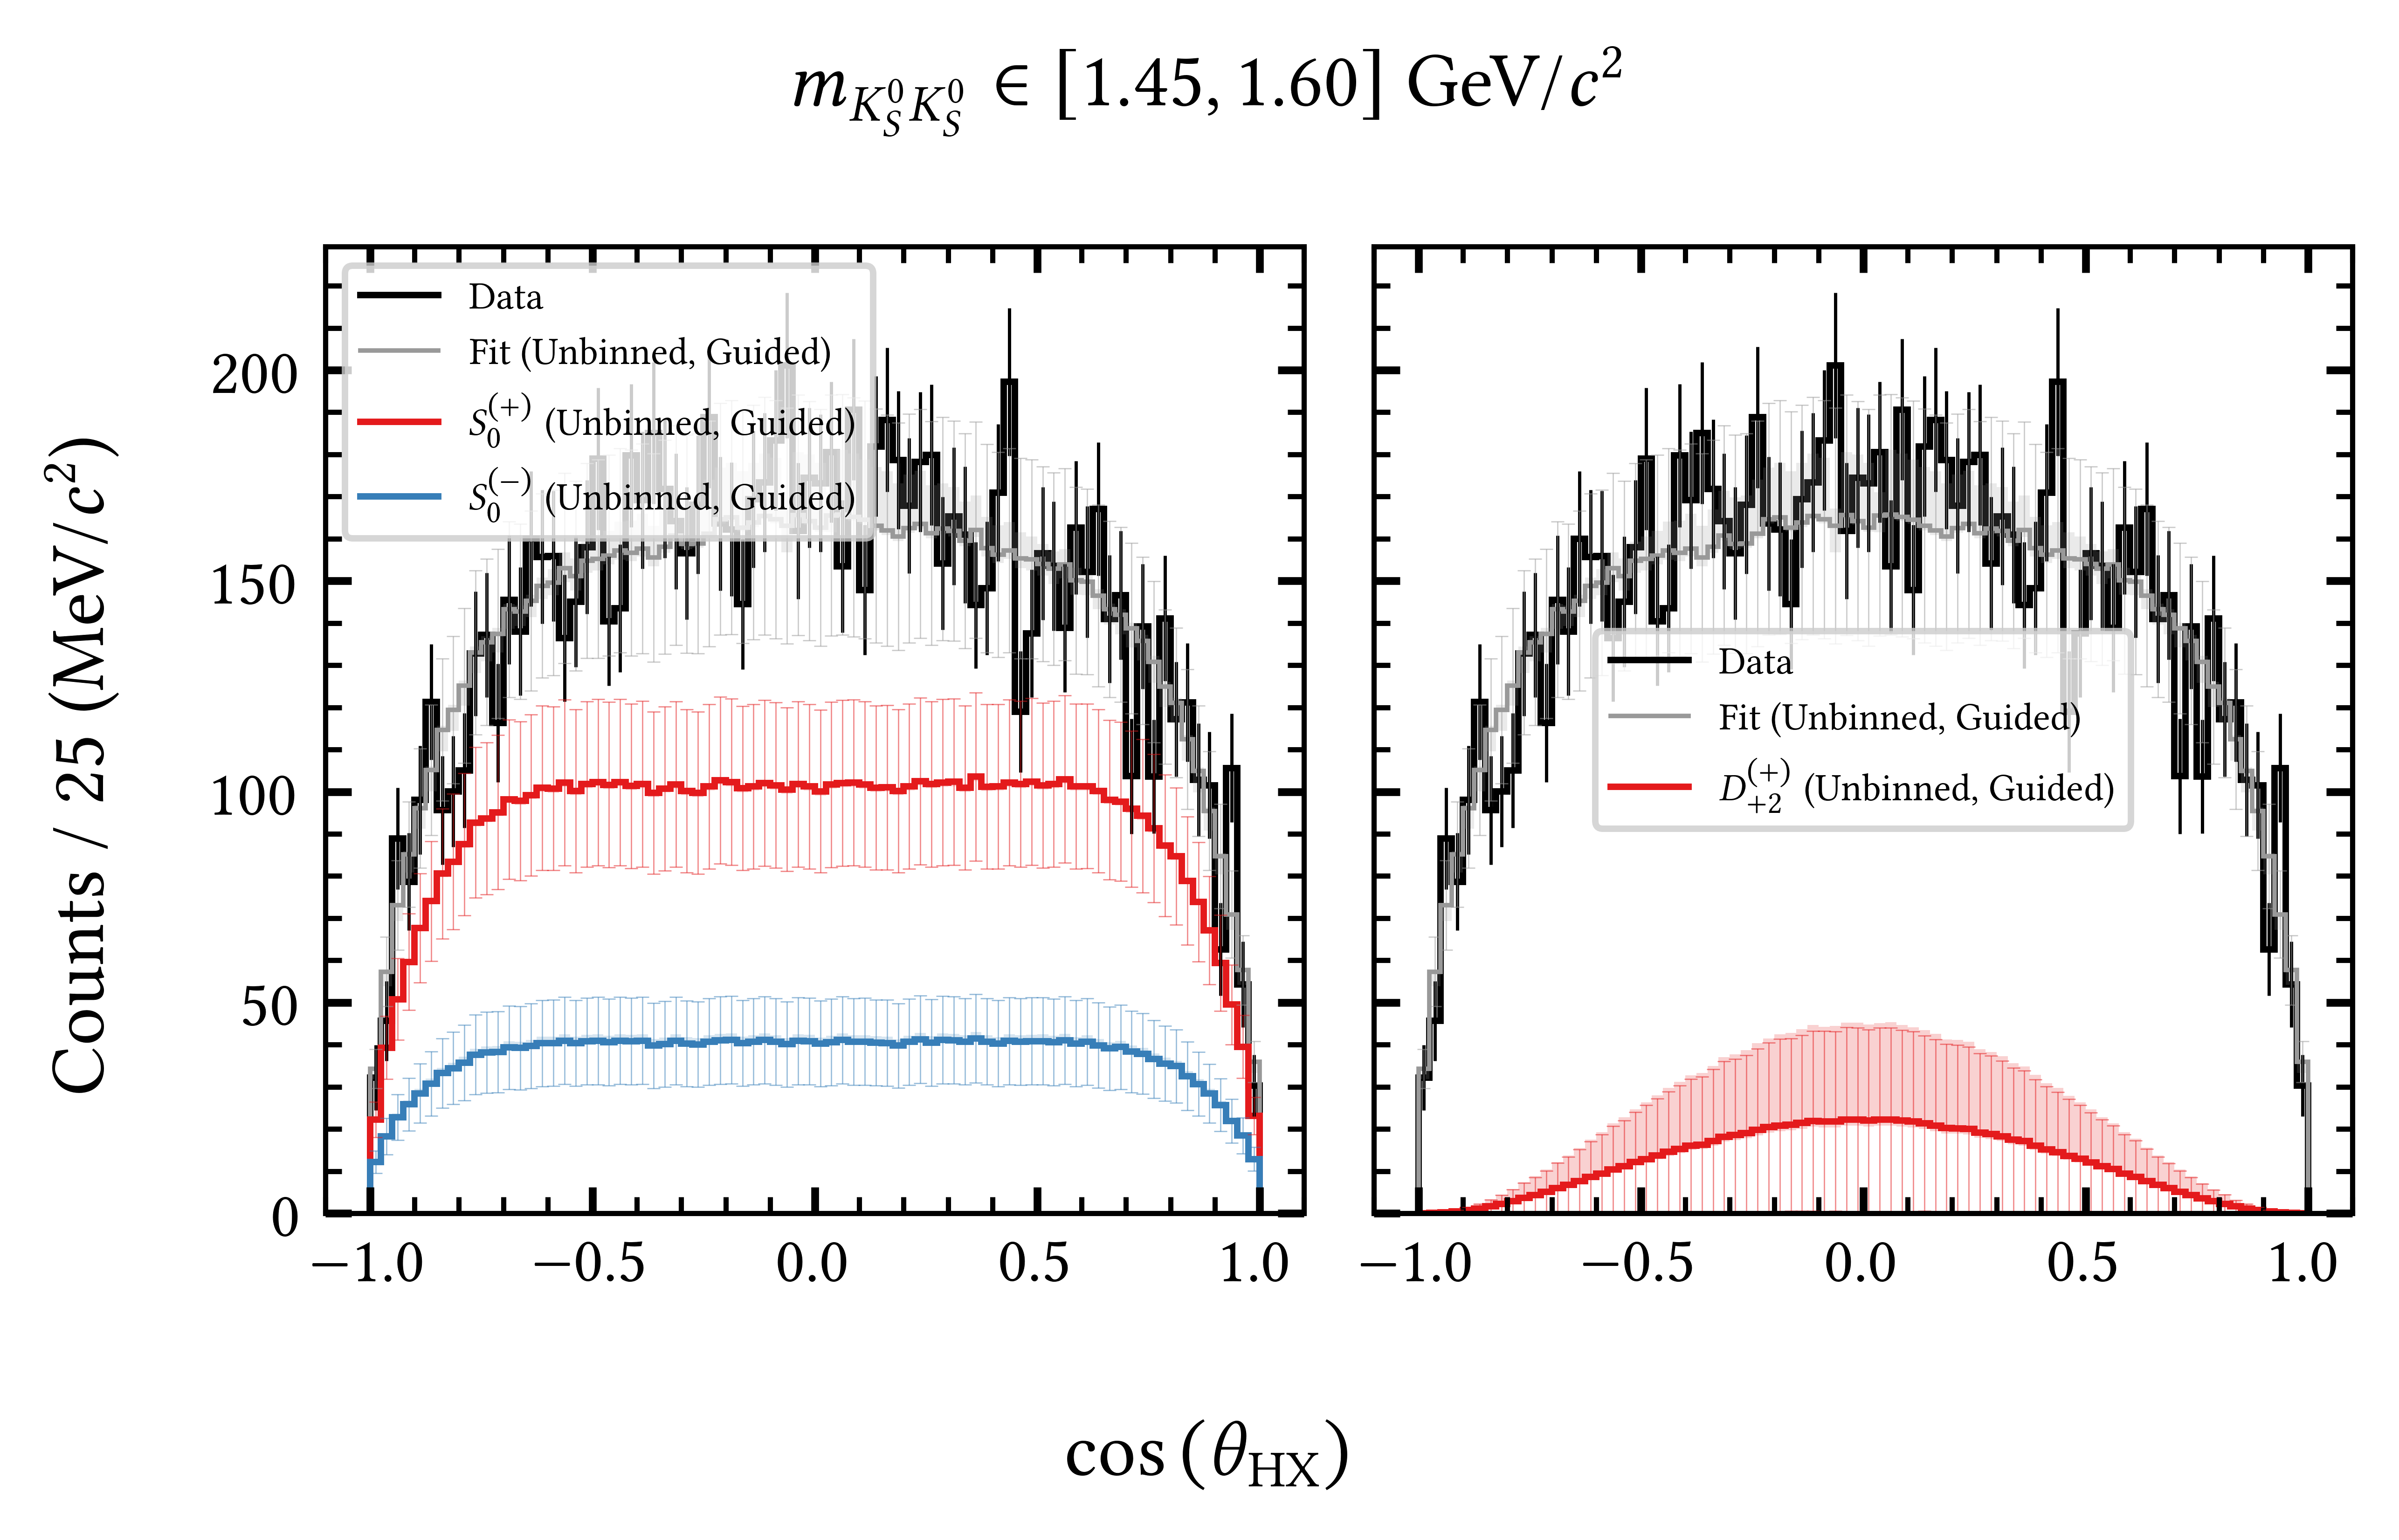 m_{K_S^0 K_S^0} ∈ [1.45, 1.60] GeV/c²
Counts / 25 (MeV/c²)
200
150
100
50
0
Data
Fit (Unbinned, Guided)
S_0^{(+)} (Unbinned, Guided)
S_0^{(−)} (Unbinned, Guided)
−1.0 −0.5 0.0 0.5 1.0
Data
Fit (Unbinned, Guided)
D_{+2}^{(+)} (Unbinned, Guided)
−1.0 −0.5 0.0 0.5 1.0
cos (θ_HX)